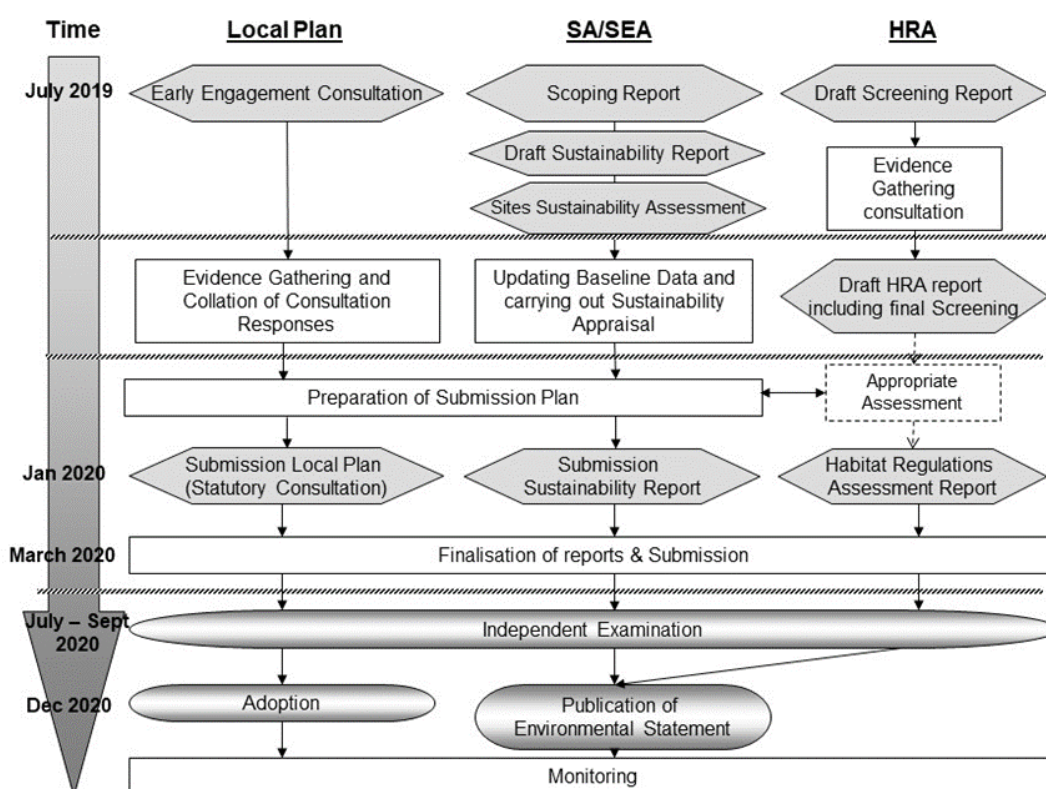 Time
Local Plan
SA/SEA
HRA
July 2019
Early Engagement Consultation
Scoping Report
Draft Screening Report
Draft Sustainability Report
Evidence
Gathering
consultation
Sites Sustainability Assessment
Evidence Gathering and
Collation of Consultation
Responses
Updating Baseline Data and
carrying out Sustainability
Appraisal
Draft HRA report
including final Screening
Preparation of Submission Plan
Appropriate
Assessment
Jan 2020
Submission Local Plan
(Statutory Consultation)
Submission
Sustainability Report
Habitat Regulations
Assessment Report
March 2020
Finalisation of reports & Submission
July – Sept
2020
Independent Examination
Dec 2020
Adoption
Publication of
Environmental Statement
Monitoring